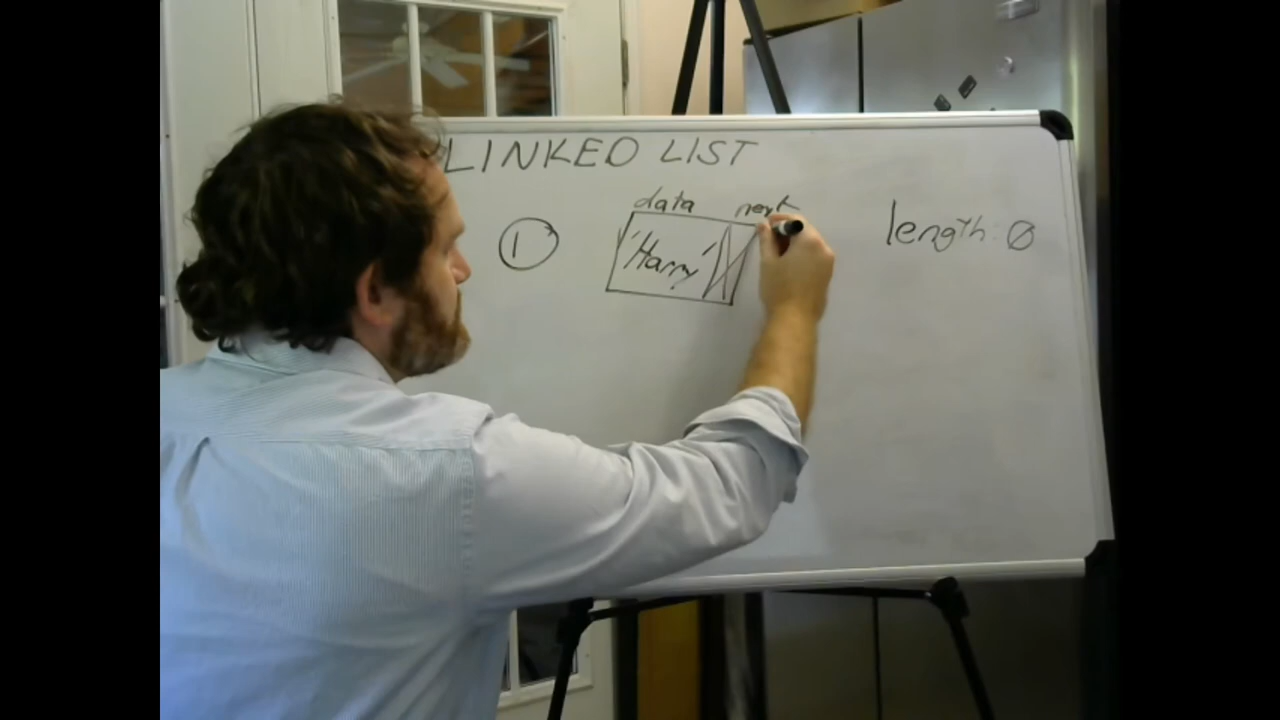 LINKED LIST
data next
① 'Harry' length: 0